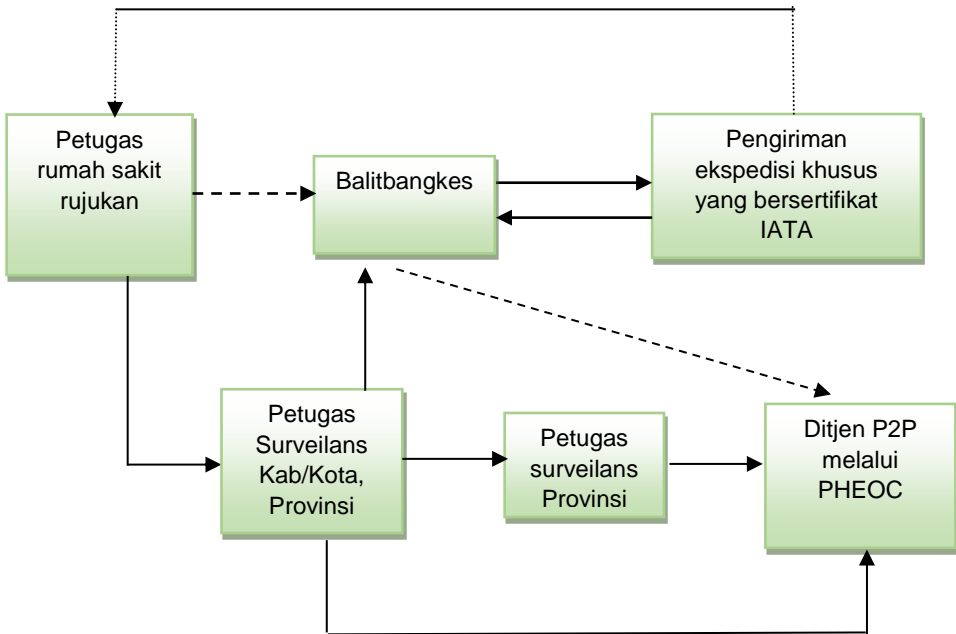 Petugas
rumah sakit
rujukan
Balitbangkes
Pengiriman
ekspedisi khusus
yang bersertifikat
IATA
Petugas
Surveilans
Kab/Kota,
Provinsi
Petugas
surveilans
Provinsi
Ditjen P2P
melalui
PHEOC